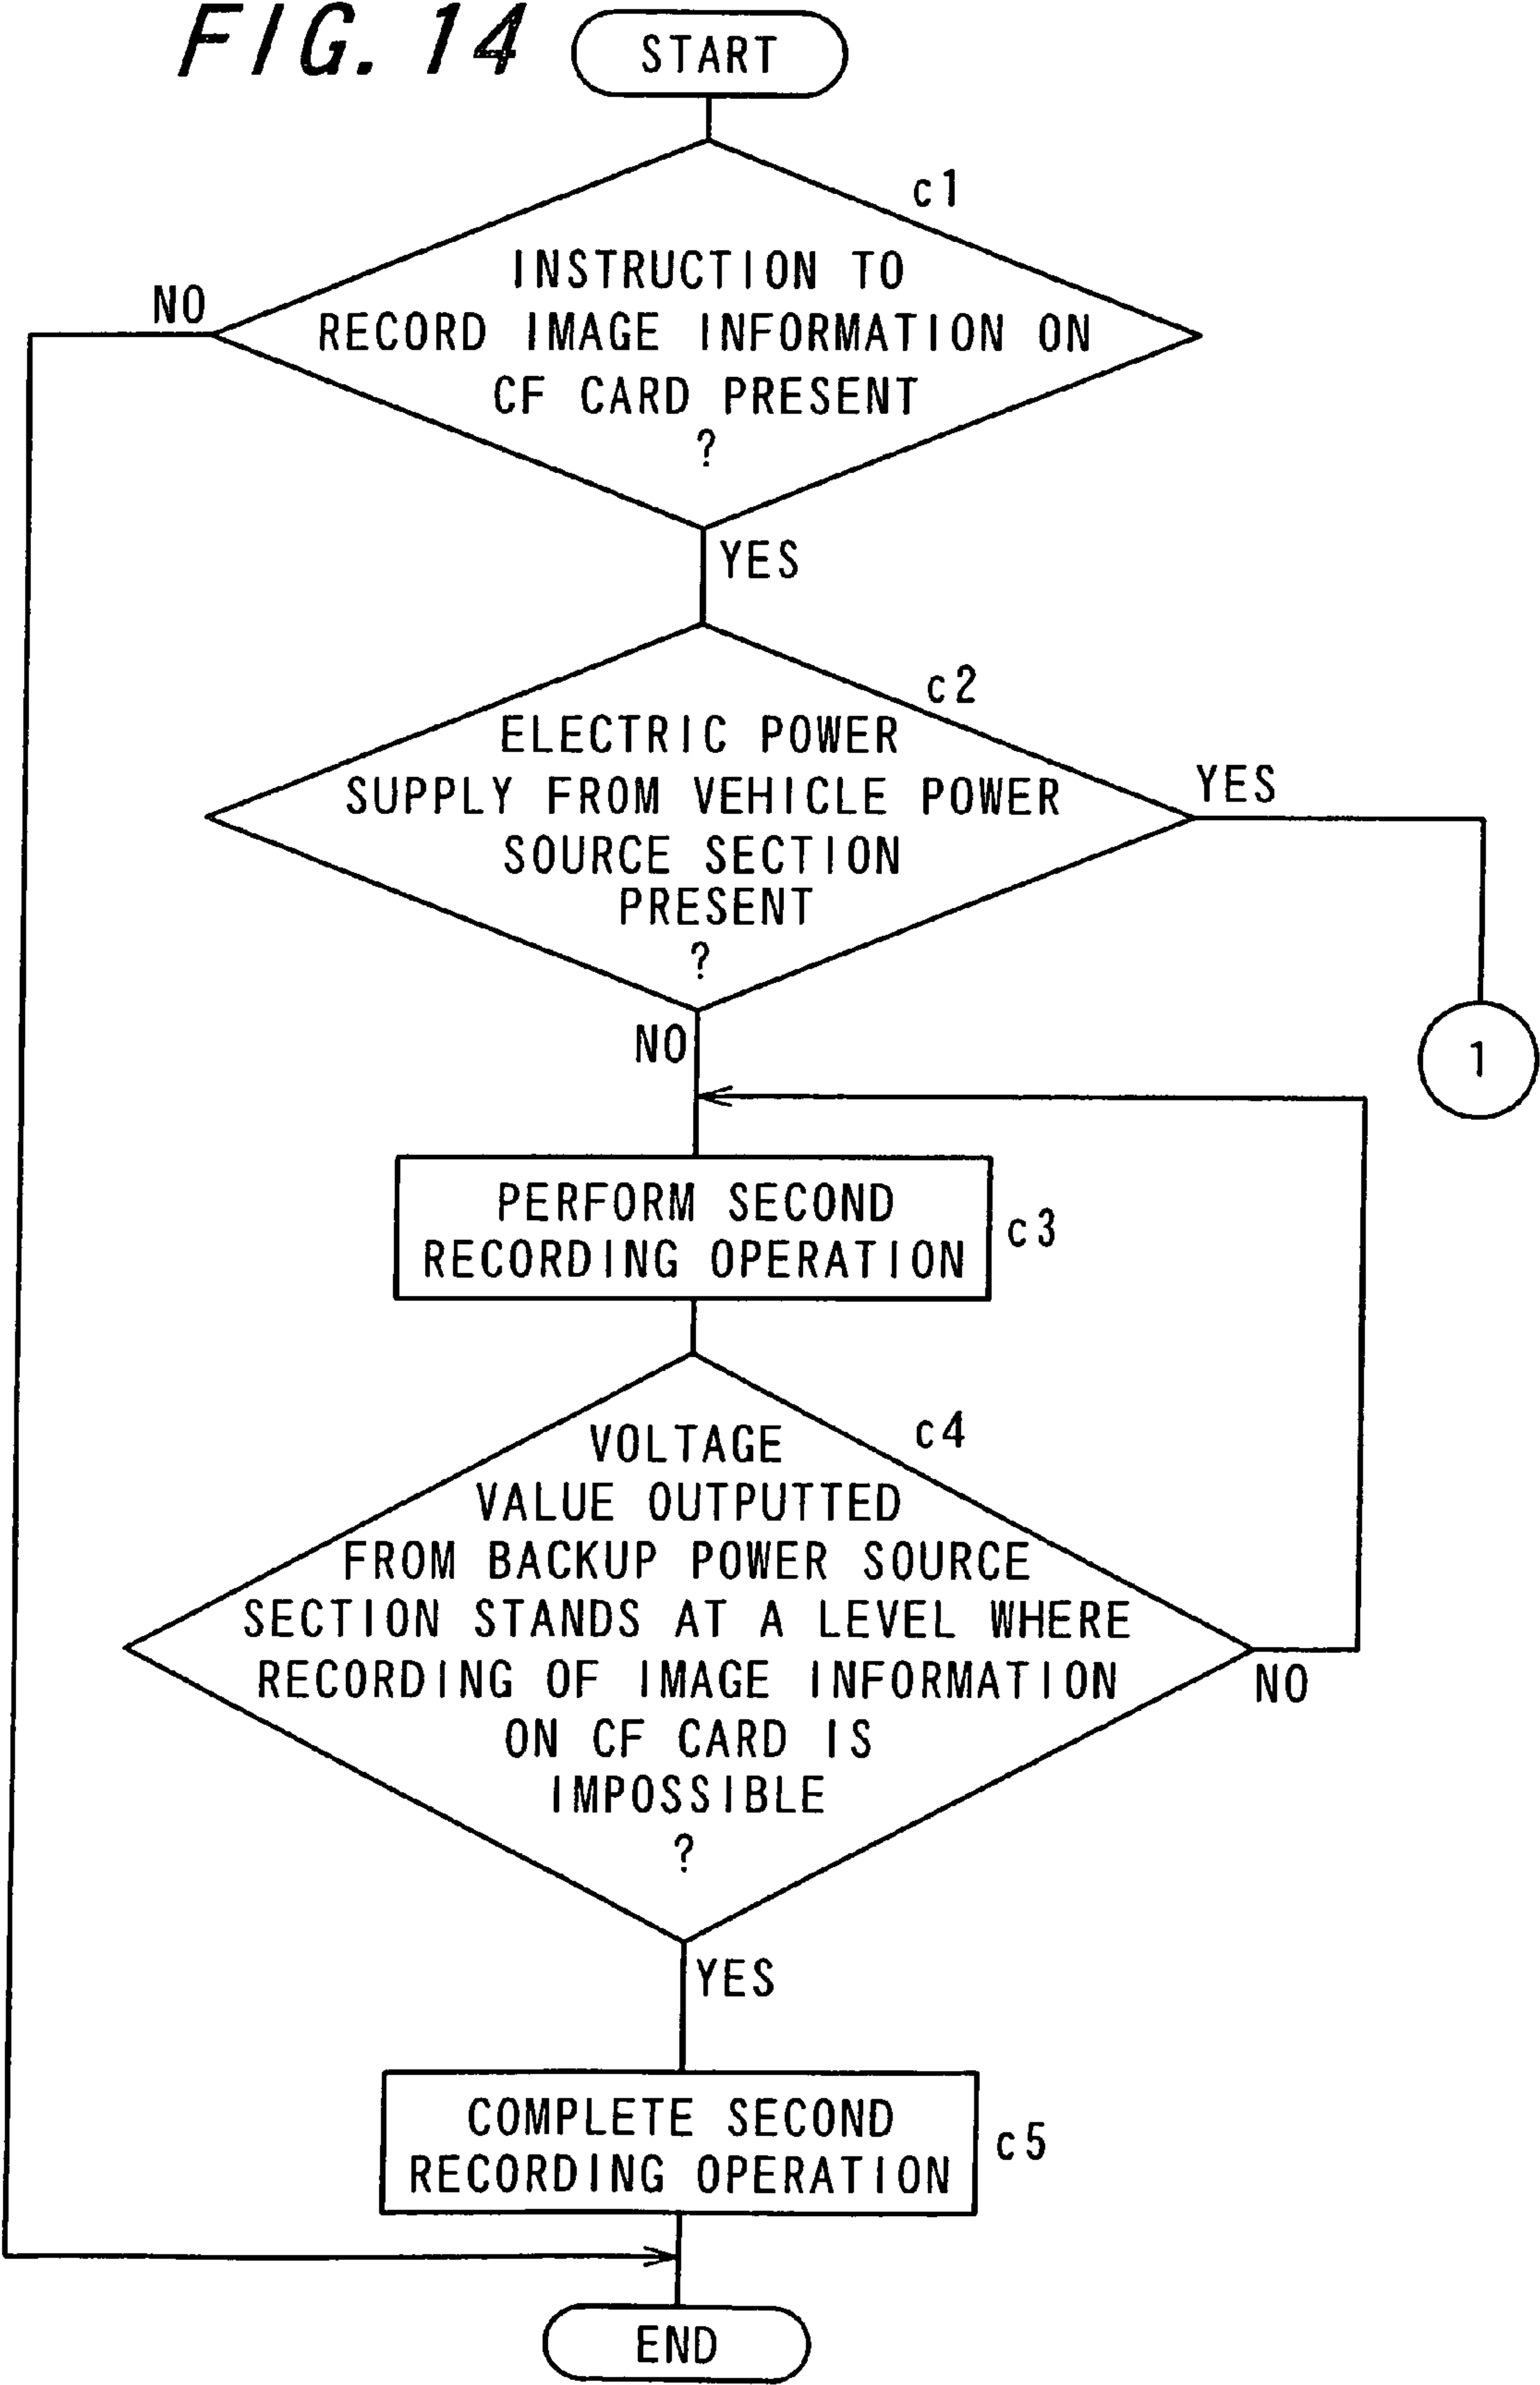 FIG. 14
START
c1
INSTRUCTION TO
RECORD IMAGE INFORMATION ON
CF CARD PRESENT
?
NO
YES
c2
ELECTRIC POWER
SUPPLY FROM VEHICLE POWER
SOURCE SECTION
PRESENT
?
YES
1
NO
PERFORM SECOND
RECORDING OPERATION
c3
c4
VOLTAGE
VALUE OUTPUTTED
FROM BACKUP POWER SOURCE
SECTION STANDS AT A LEVEL WHERE
RECORDING OF IMAGE INFORMATION
ON CF CARD IS
IMPOSSIBLE
?
NO
YES
COMPLETE SECOND
RECORDING OPERATION
c5
END